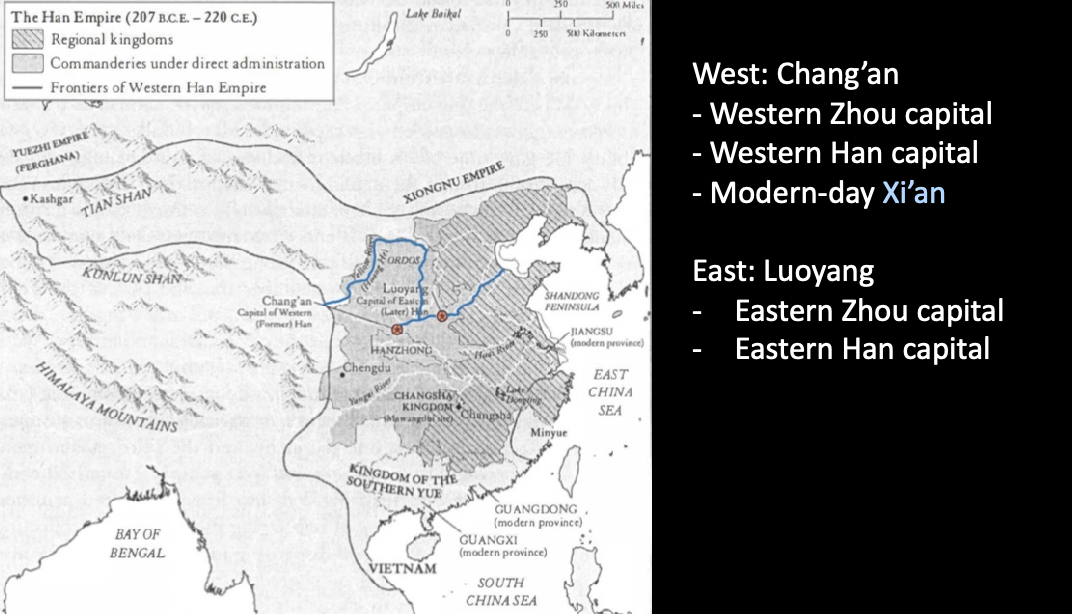 The Han Empire (207 B.C.E. – 220 C.E.)
Regional kingdoms
Commanderies under direct administration
Frontiers of Western Han Empire
Lake Baikal
0 250 500 Miles
0 250 500 Kilometers
YUEZHI EMPIRE
(FERGHANA)
Kashgar
TIAN SHAN
XIONGNU EMPIRE
KUNLUN SHAN
Yellow River
(Huang He)
ORDOS
Luoyang
Capital of Eastern
(Later) Han
Chang'an
Capital of Western
(Former) Han
SHANDONG
PENINSULA
JIANGSU
(modern province)
HANZHONG
Huai River
Chengdu
Yangzi River
HIMALAYA MOUNTAINS
CHANGSHA
KINGDOM
(Mawangdui site)
Changsha
Lake
Dongting
EAST
CHINA
SEA
Minyue
KINGDOM OF THE
SOUTHERN YUE
GUANGDONG
(modern province)
GUANGXI
(modern province)
BAY OF
BENGAL
VIETNAM
SOUTH
CHINA SEA
West: Chang’an
- Western Zhou capital
- Western Han capital
- Modern-day Xi’an
East: Luoyang
- Eastern Zhou capital
- Eastern Han capital